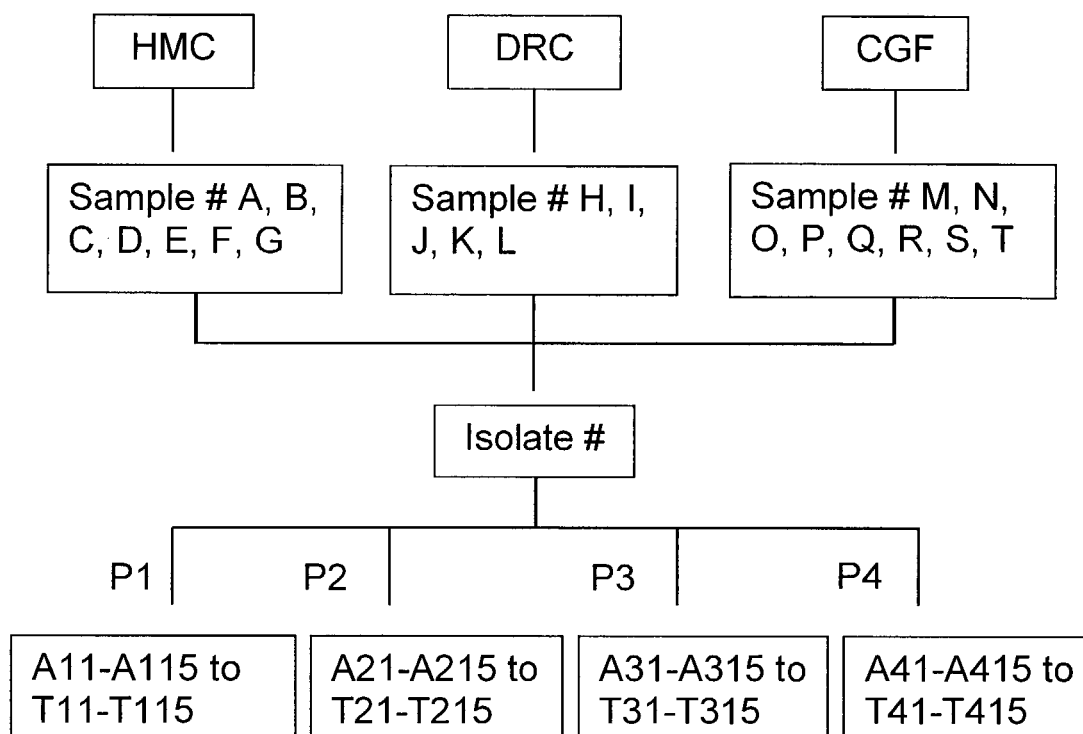 HMC
DRC
CGF
Sample # A, B,
C, D, E, F, G
Sample # H, I,
J, K, L
Sample # M, N,
O, P, Q, R, S, T
Isolate #
P1
P2
P3
P4
A11-A115 to
T11-T115
A21-A215 to
T21-T215
A31-A315 to
T31-T315
A41-A415 to
T41-T415